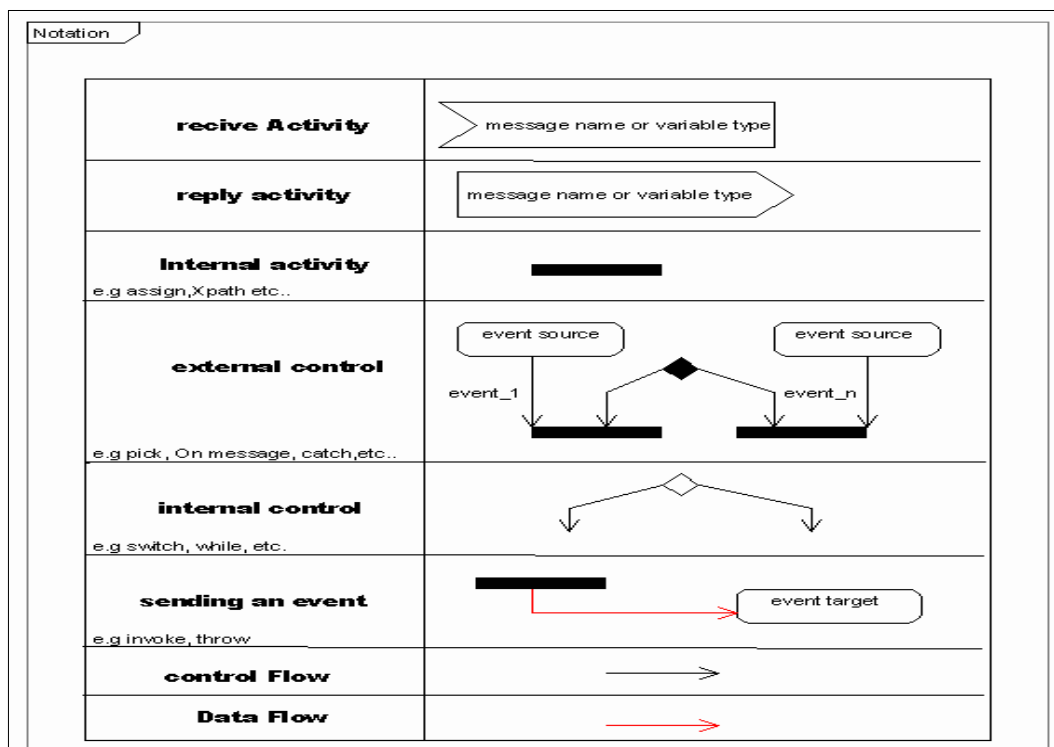 Notation
recive Activity
message name or variable type
reply activity
message name or variable type
Internal activity
e.g assign,Xpath etc..
external control
event source
event source
event_1
event_n
e.g pick, On message, catch,etc..
internal control
e.g switch, while, etc.
sending an event
event target
e.g invoke, throw
control Flow
Data Flow